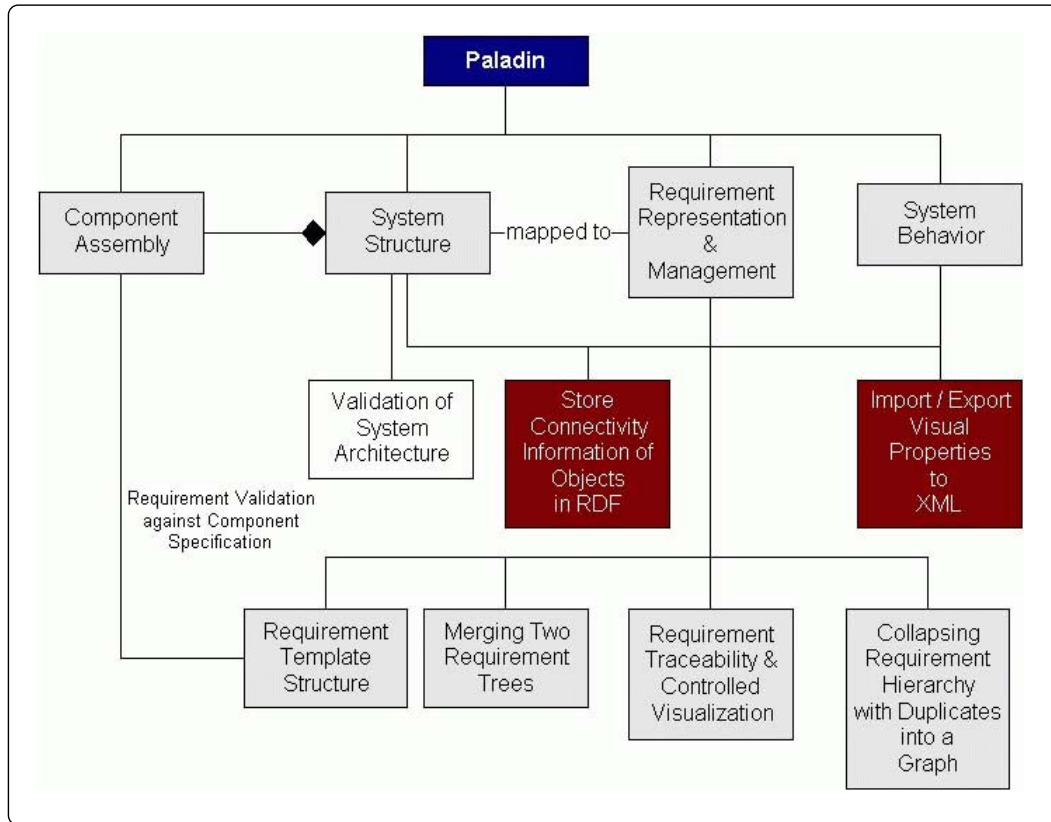 Paladin
Component
Assembly
System
Structure
mapped to
Requirement
Representation
&
Management
System
Behavior
Validation of
System
Architecture
Store
Connectivity
Information of
Objects
in RDF
Import / Export
Visual
Properties
to
XML
Requirement Validation
against Component
Specification
Requirement
Template
Structure
Merging Two
Requirement
Trees
Requirement
Traceability &
Controlled
Visualization
Collapsing
Requirement
Hierarchy
with Duplicates
into a
Graph